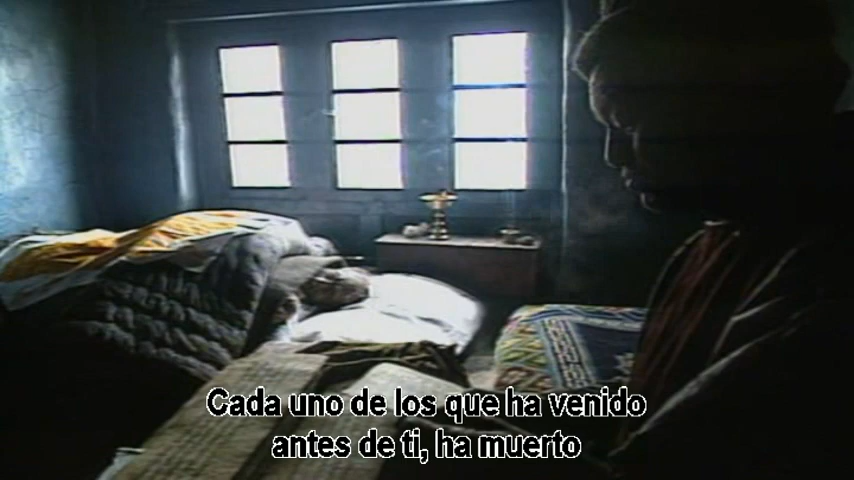 Cada uno de los que ha venido
antes de ti, ha muerto